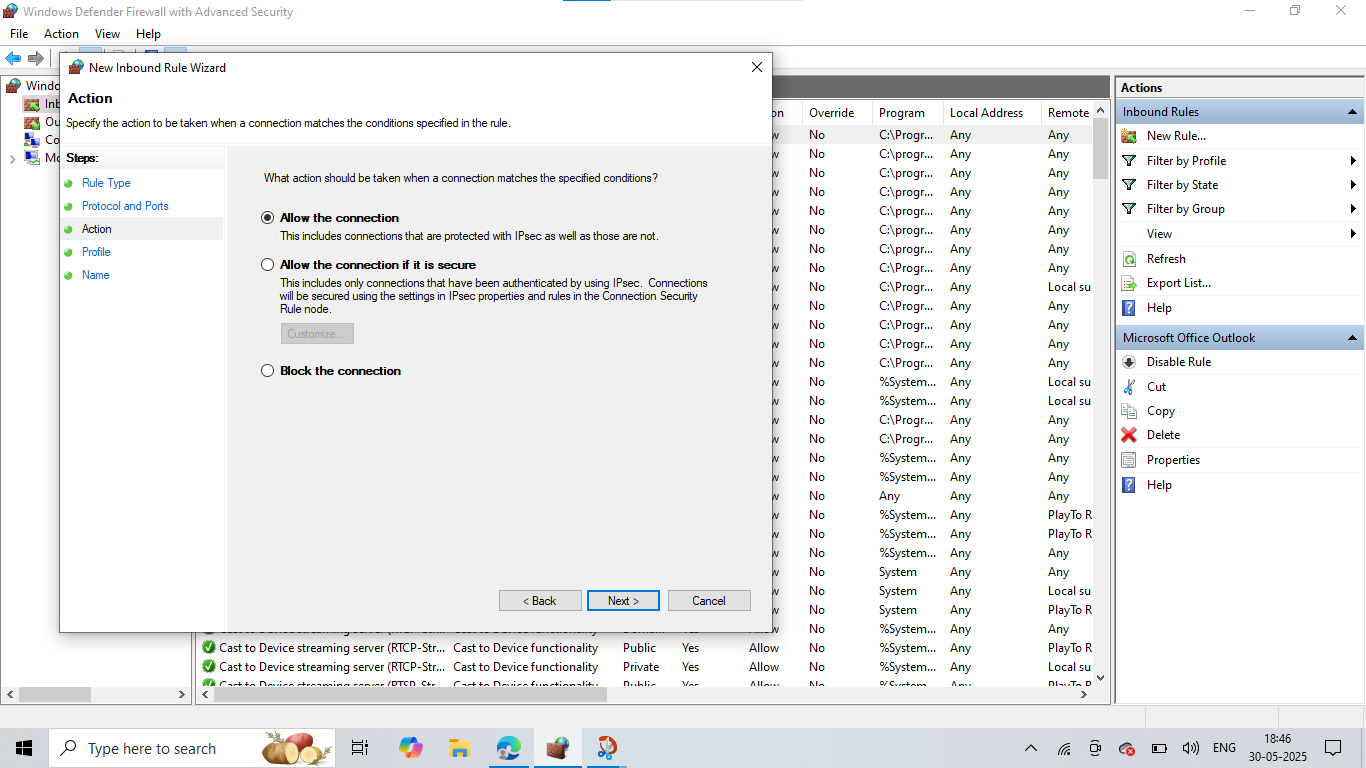 Windows Defender Firewall with Advanced Security
File Action View Help
New Inbound Rule Wizard
Action
Specify the action to be taken when a connection matches the conditions specified in the rule.
Steps:
Rule Type
Protocol and Ports
Action
Profile
Name
What action should be taken when a connection matches the specified conditions?
Allow the connection
This includes connections that are protected with IPsec as well as those are not.
Allow the connection if it is secure
This includes only connections that have been authenticated by using IPsec. Connections
will be secured using the settings in IPsec properties and rules in the Connection Security
Rule node.
Customize...
Block the connection
< Back Next > Cancel
Override Program Local Address Remote
No C:\Progr... Any Any
No C:\progr... Any Any
No C:\progr... Any Any
No C:\progr... Any Any
No C:\Progr... Any Any
No C:\Progr... Any Any
No C:\Progr... Any Any
No C:\Progr... Any Any
No C:\Progr... Any Local su
No C:\Progr... Any Any
No C:\Progr... Any Any
No C:\Progr... Any Any
No C:\Progr... Any Any
No %System... Any Local su
No %System... Any Local su
No C:\Progr... Any Any
No C:\Progr... Any Any
No %System... Any Any
No %System... Any Any
No Any Any Any
No %System... Any PlayTo R
No %System... Any PlayTo R
No %System... Any Any
No System Any Any
No System Any Local su
No System Any PlayTo R
Cast to Device streaming server (RTCP-Str... Cast to Device functionality Domain Yes Allow No %System... Any Any
Cast to Device streaming server (RTCP-Str... Cast to Device functionality Public Yes Allow No %System... Any PlayTo R
Cast to Device streaming server (RTCP-Str... Cast to Device functionality Private Yes Allow No %System... Any Local su
Cast to Device streaming server (RTSP-Str... Cast to Device functionality Public Yes Allow No %System... Any PlayTo R
Actions
Inbound Rules
New Rule...
Filter by Profile
Filter by State
Filter by Group
View
Refresh
Export List...
Help
Microsoft Office Outlook
Disable Rule
Cut
Copy
Delete
Properties
Help
Type here to search
ENG
18:46
30-05-2025